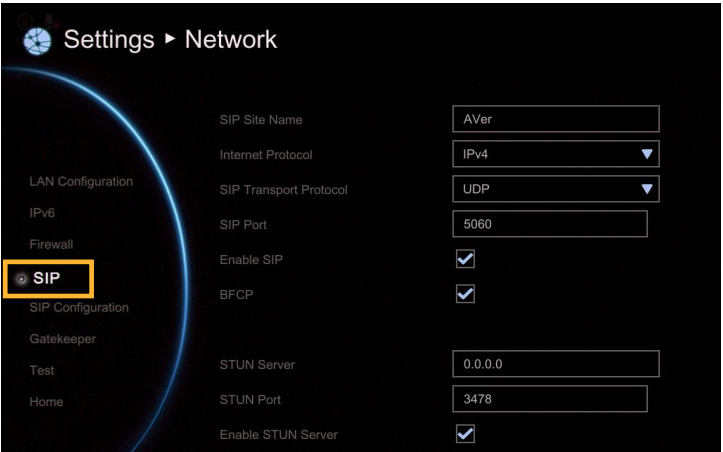 Settings ▸ Network
SIP Site Name AVer
Internet Protocol IPv4
LAN Configuration
SIP Transport Protocol UDP
IPv6
SIP Port 5060
Firewall
Enable SIP
SIP
BFCP
SIP Configuration
Gatekeeper
STUN Server 0.0.0.0
Test
STUN Port 3478
Home
Enable STUN Server